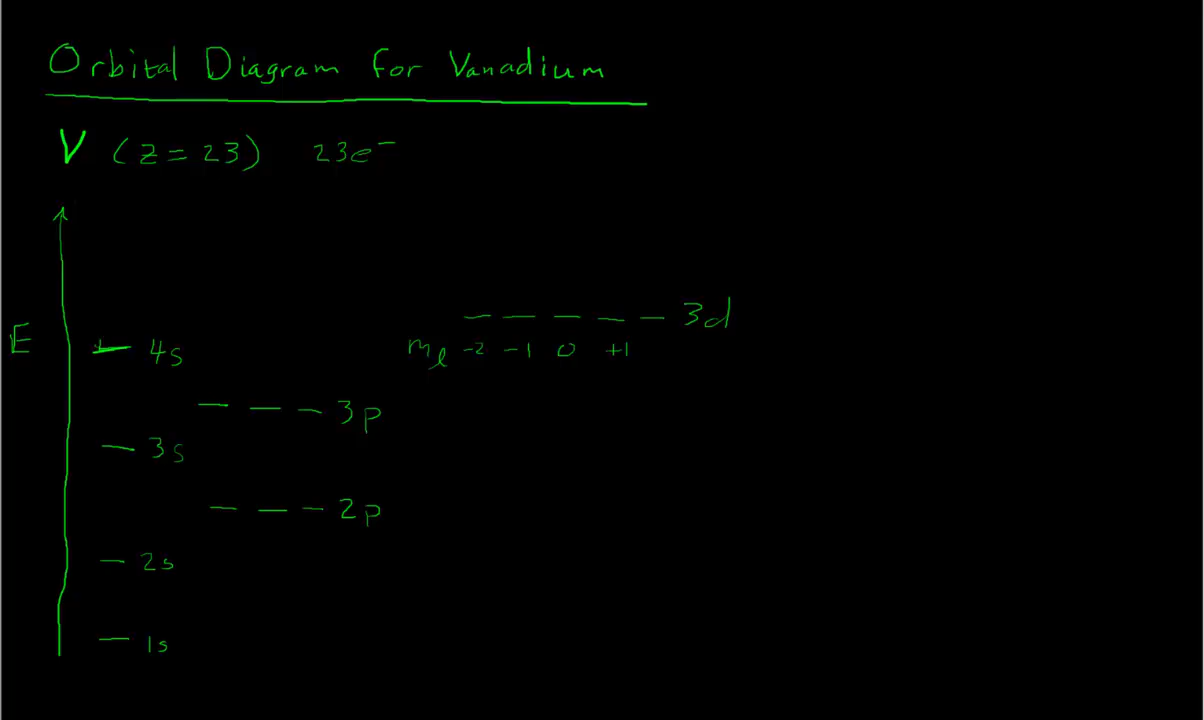 Orbital Diagram for Vanadium
V (Z=23) 23e⁻
3d
E
4s
mℓ -2 -1 0 +1
3p
3s
2p
2s
1s